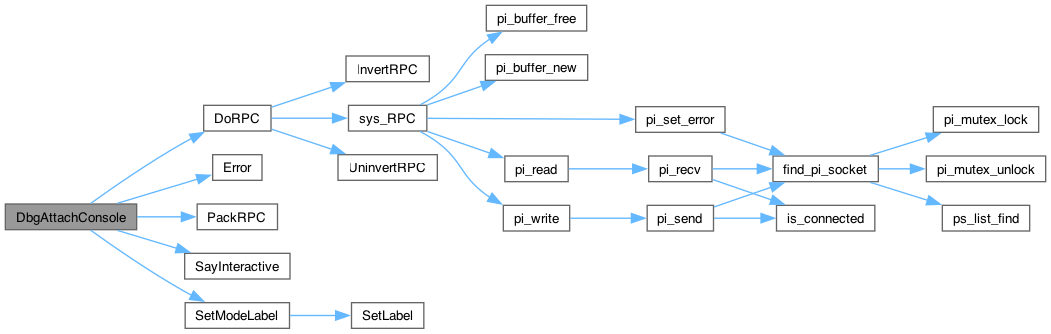 DbgAttachConsole
DoRPC
Error
PackRPC
SayInteractive
SetModeLabel
InvertRPC
sys_RPC
UninvertRPC
SetLabel
pi_buffer_free
pi_buffer_new
pi_set_error
pi_read
pi_write
pi_recv
pi_send
find_pi_socket
is_connected
pi_mutex_lock
pi_mutex_unlock
ps_list_find